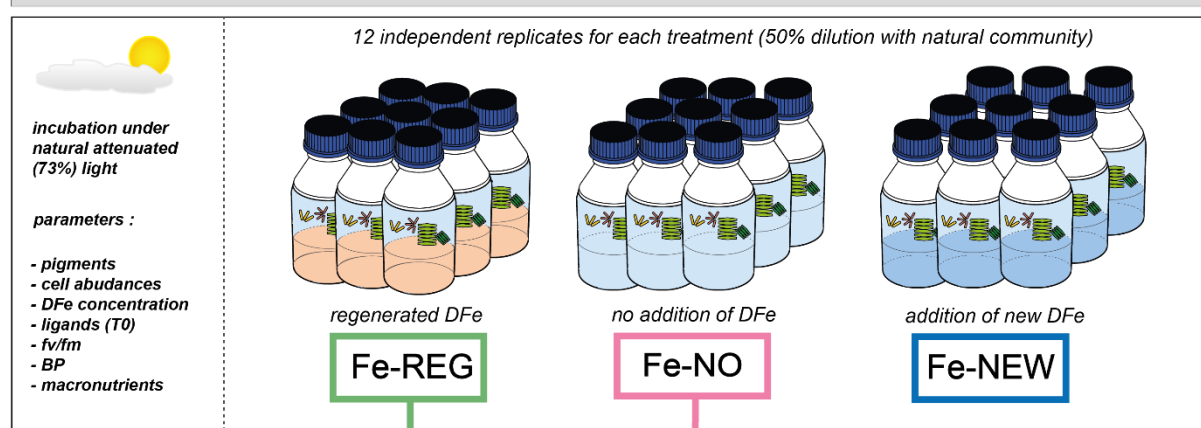 12 independent replicates for each treatment (50% dilution with natural community)
incubation under
natural attenuated
(73%) light
parameters :
- pigments
- cell abudances
- DFe concentration
- ligands (T0)
- fv/fm
- BP
- macronutrients
regenerated DFe
no addition of DFe
addition of new DFe
Fe-REG
Fe-NO
Fe-NEW